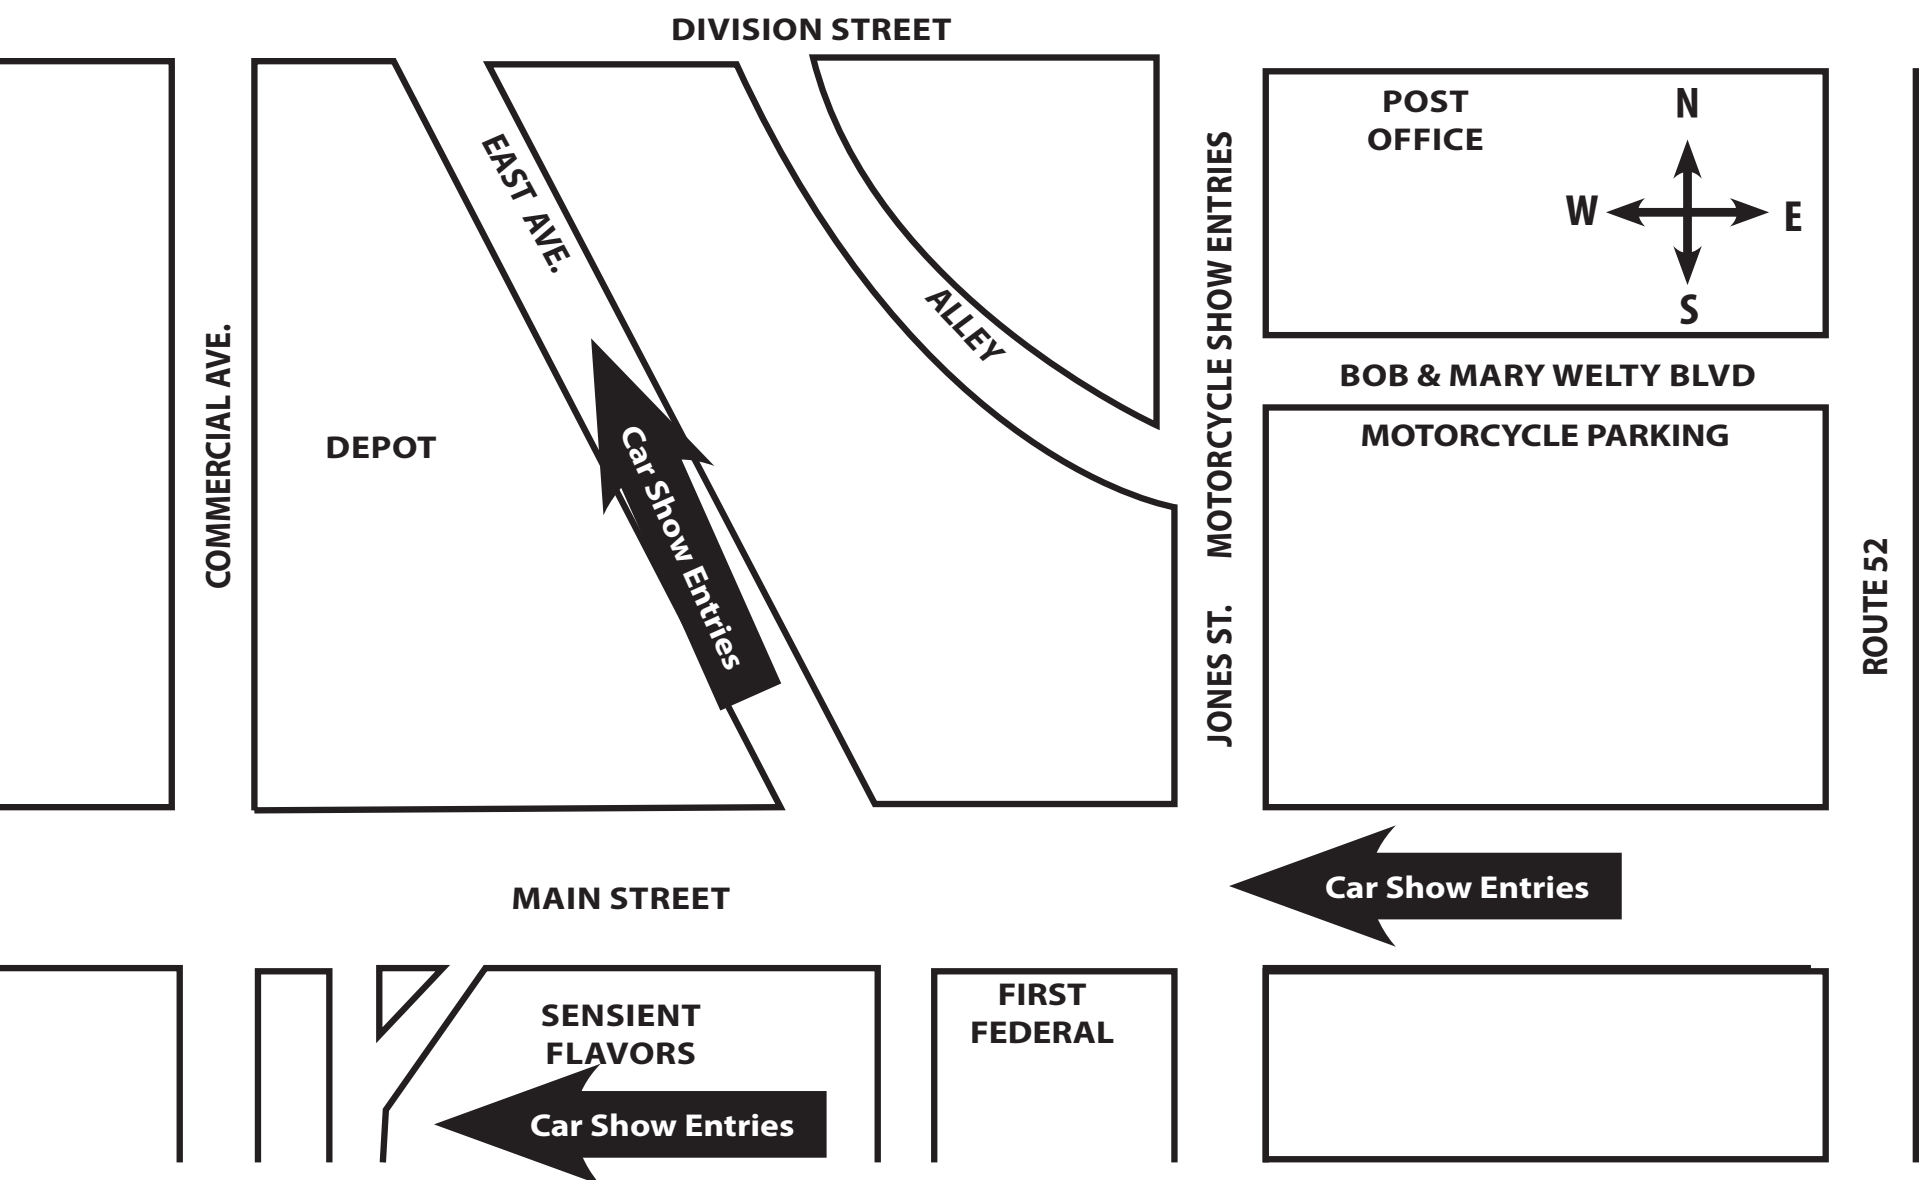 DIVISION STREET
POST
OFFICE
N
W
E
S
EAST AVE.
ALLEY
MOTORCYCLE SHOW ENTRIES
BOB & MARY WELTY BLVD
MOTORCYCLE PARKING
COMMERCIAL AVE.
DEPOT
Car Show Entries
JONES ST.
ROUTE 52
MAIN STREET
Car Show Entries
SENSIENT
FLAVORS
FIRST
FEDERAL
Car Show Entries